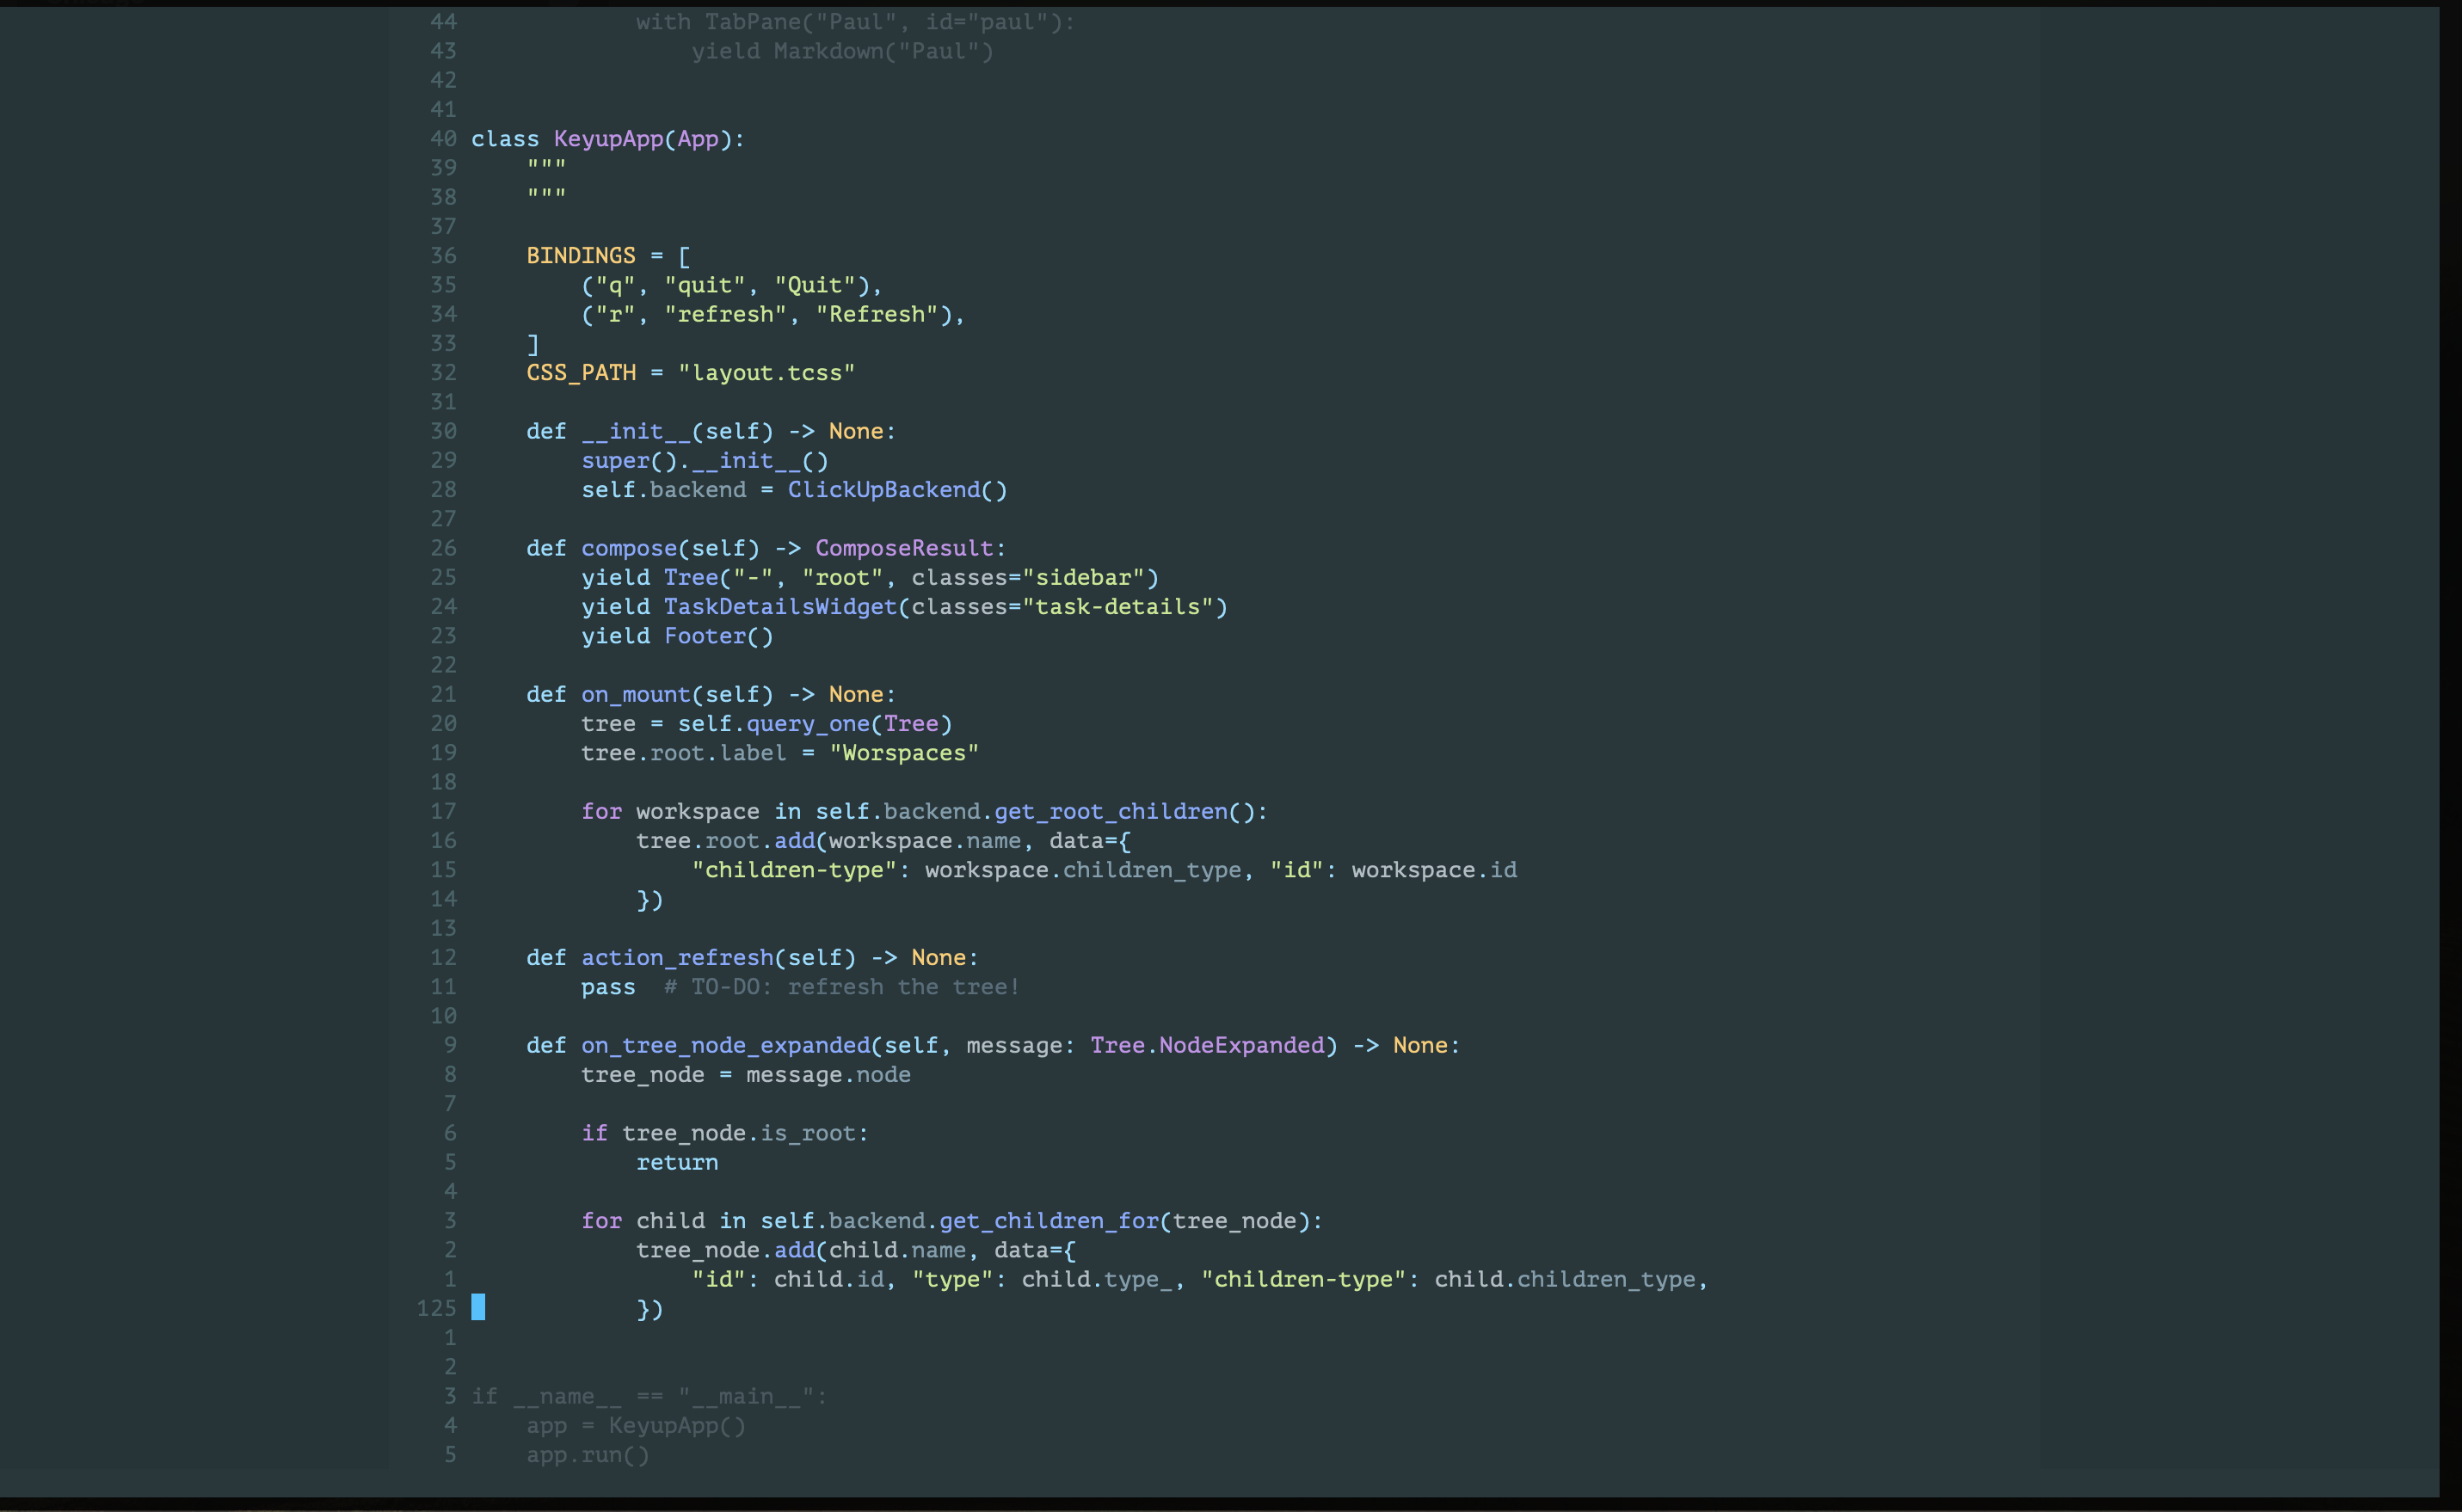 44             with TabPane("Paul", id="paul"):
43                 yield Markdown("Paul")
42
41
40 class KeyupApp(App):
39     """
38     """
37
36     BINDINGS = [
35         ("q", "quit", "Quit"),
34         ("r", "refresh", "Refresh"),
33     ]
32     CSS_PATH = "layout.tcss"
31
30     def __init__(self) -> None:
29         super().__init__()
28         self.backend = ClickUpBackend()
27
26     def compose(self) -> ComposeResult:
25         yield Tree("-", "root", classes="sidebar")
24         yield TaskDetailsWidget(classes="task-details")
23         yield Footer()
22
21     def on_mount(self) -> None:
20         tree = self.query_one(Tree)
19         tree.root.label = "Worspaces"
18
17         for workspace in self.backend.get_root_children():
16             tree.root.add(workspace.name, data={
15                 "children-type": workspace.children_type, "id": workspace.id
14             })
13
12     def action_refresh(self) -> None:
11         pass  # TO-DO: refresh the tree!
10
9     def on_tree_node_expanded(self, message: Tree.NodeExpanded) -> None:
8         tree_node = message.node
7
6         if tree_node.is_root:
5             return
4
3         for child in self.backend.get_children_for(tree_node):
2             tree_node.add(child.name, data={
1                 "id": child.id, "type": child.type_, "children-type": child.children_type,
125             })
1
2
3 if __name__ == "__main__":
4     app = KeyupApp()
5     app.run()